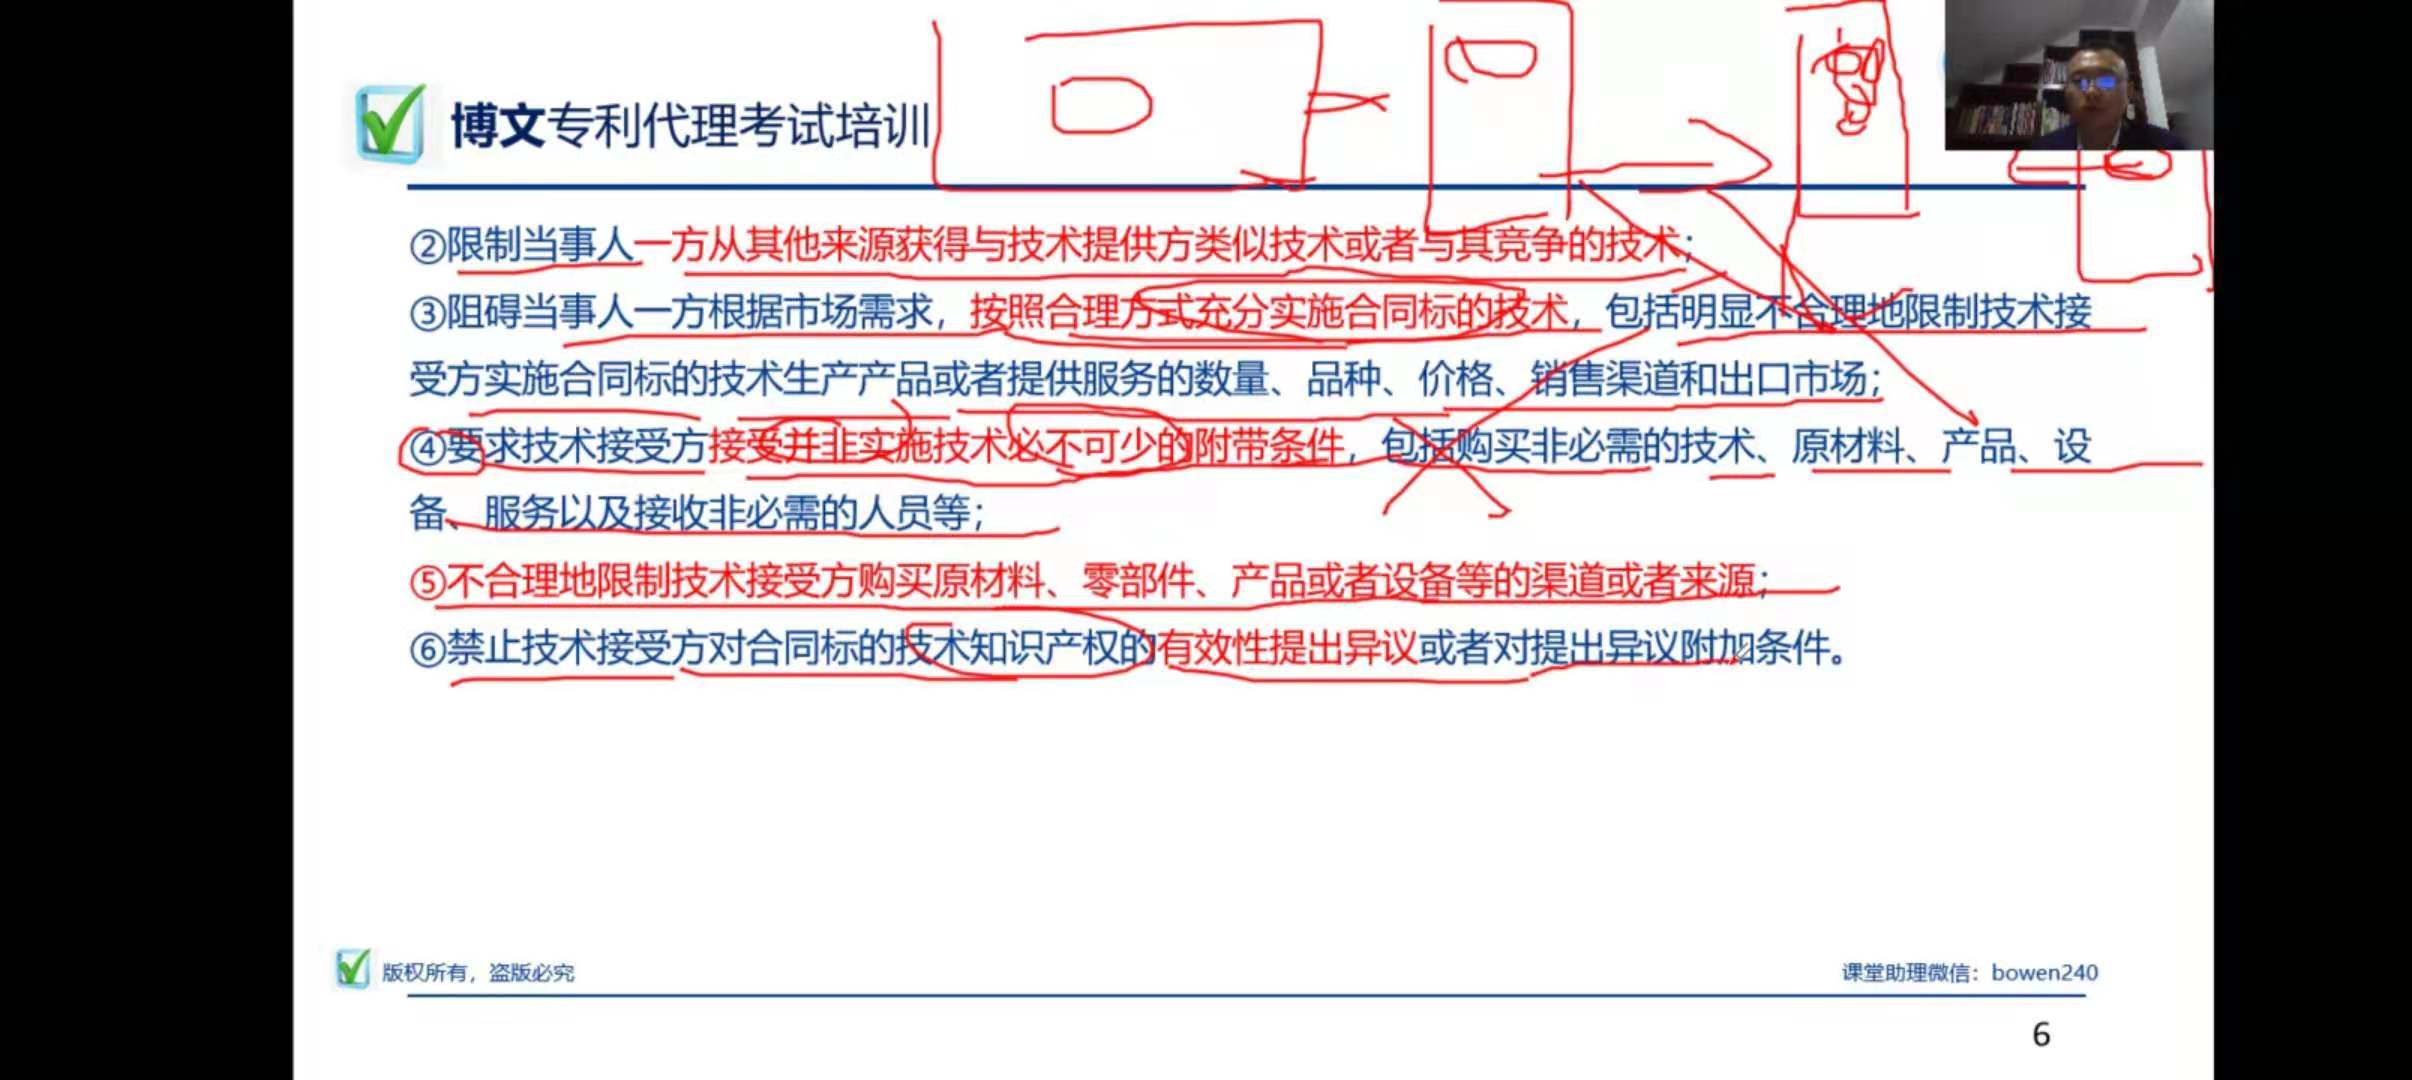 博文专利代理考试培训
②限制当事人一方从其他来源获得与技术提供方类似技术或者与其竞争的技术；
③阻碍当事人一方根据市场需求，按照合理方式充分实施合同标的技术，包括明显不合理地限制技术接
受方实施合同标的技术生产产品或者提供服务的数量、品种、价格、销售渠道和出口市场；
④要求技术接受方接受并非实施技术必不可少的附带条件，包括购买非必需的技术、原材料、产品、设
备、服务以及接收非必需的人员等；
⑤不合理地限制技术接受方购买原材料、零部件、产品或者设备等的渠道或者来源；
⑥禁止技术接受方对合同标的技术知识产权的有效性提出异议或者对提出异议附加条件。
版权所有，盗版必究
课堂助理微信：bowen240
6